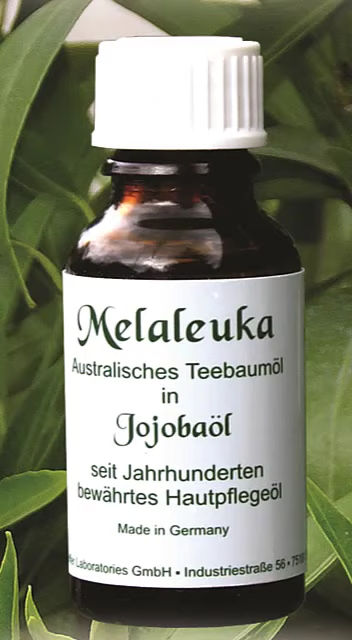 Melaleuka
Australisches Teebaumöl
in
Jojobaöl
seit Jahrhunderten
bewährtes Hautpflegeöl
Made in Germany
Laboratories GmbH • Industriestraße 56 •